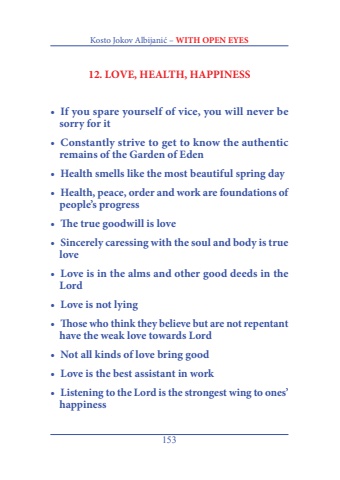 Kosto Jokov Albijanić – WITH OPEN EYES
12. LOVE, HEALTH, HAPPINESS
• If you spare yourself of vice, you will never be
sorry for it
• Constantly strive to get to know the authentic
remains of the Garden of Eden
• Health smells like the most beautiful spring day
• Health, peace, order and work are foundations of
people's progress
• The true goodwill is love
• Sincerely caressing with the soul and body is true
love
• Love is in the alms and other good deeds in the
Lord
• Love is not lying
• Those who think they believe but are not repentant
have the weak love towards Lord
• Not all kinds of love bring good
• Love is the best assistant in work
• Listening to the Lord is the strongest wing to ones'
happiness
153